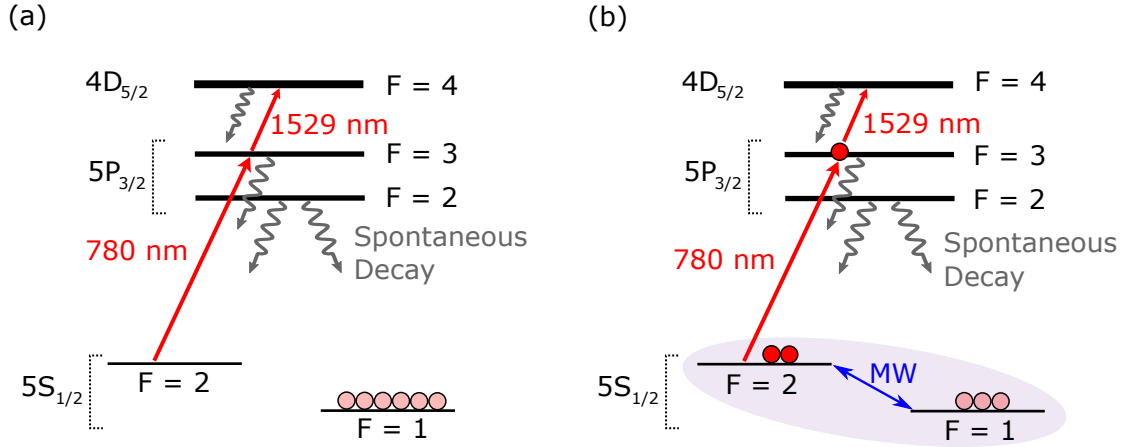 (a)
4D5/2
F = 4
1529 nm
5P3/2
F = 3
F = 2
780 nm
Spontaneous
Decay
5S1/2
F = 2
F = 1
(b)
4D5/2
F = 4
1529 nm
5P3/2
F = 3
F = 2
780 nm
Spontaneous
Decay
5S1/2
F = 2
MW
F = 1